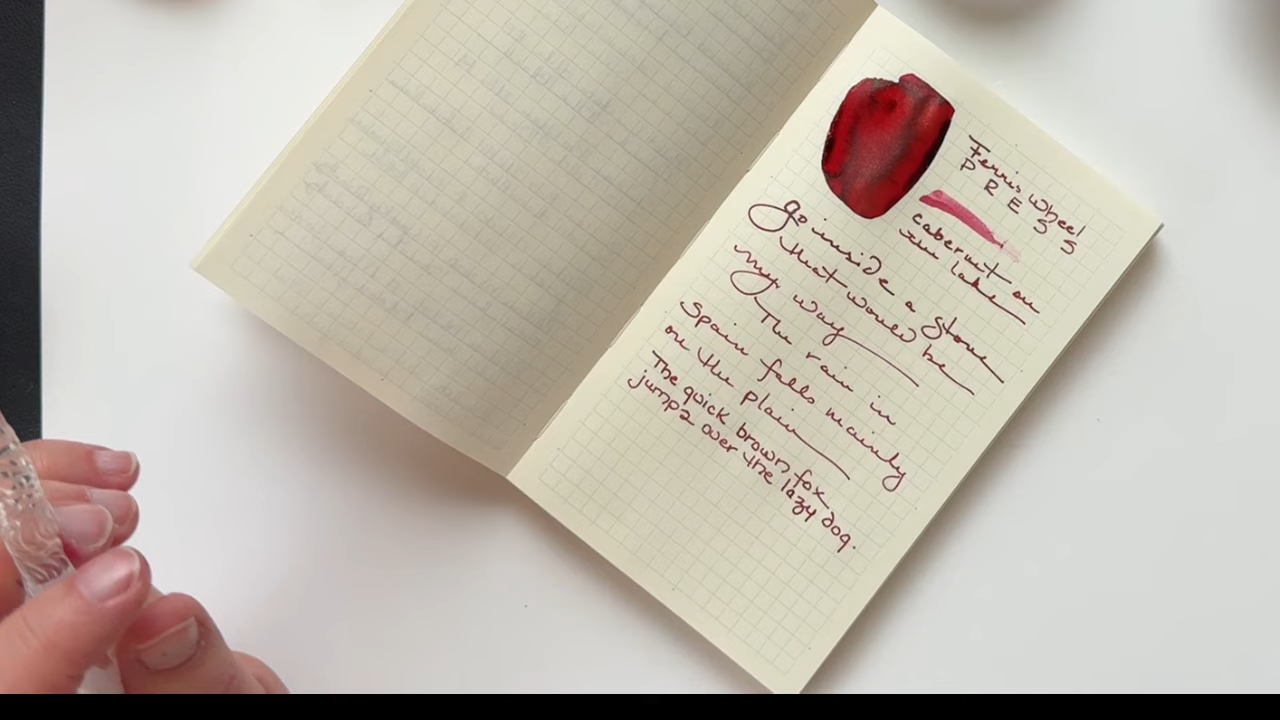 Ferris wheel
PRESS
cabernet on
the lake
go inside a stone
that would be
my way
The rain in
Spain falls mainly
on the plain
The quick brown fox
jumps over the lazy dog.